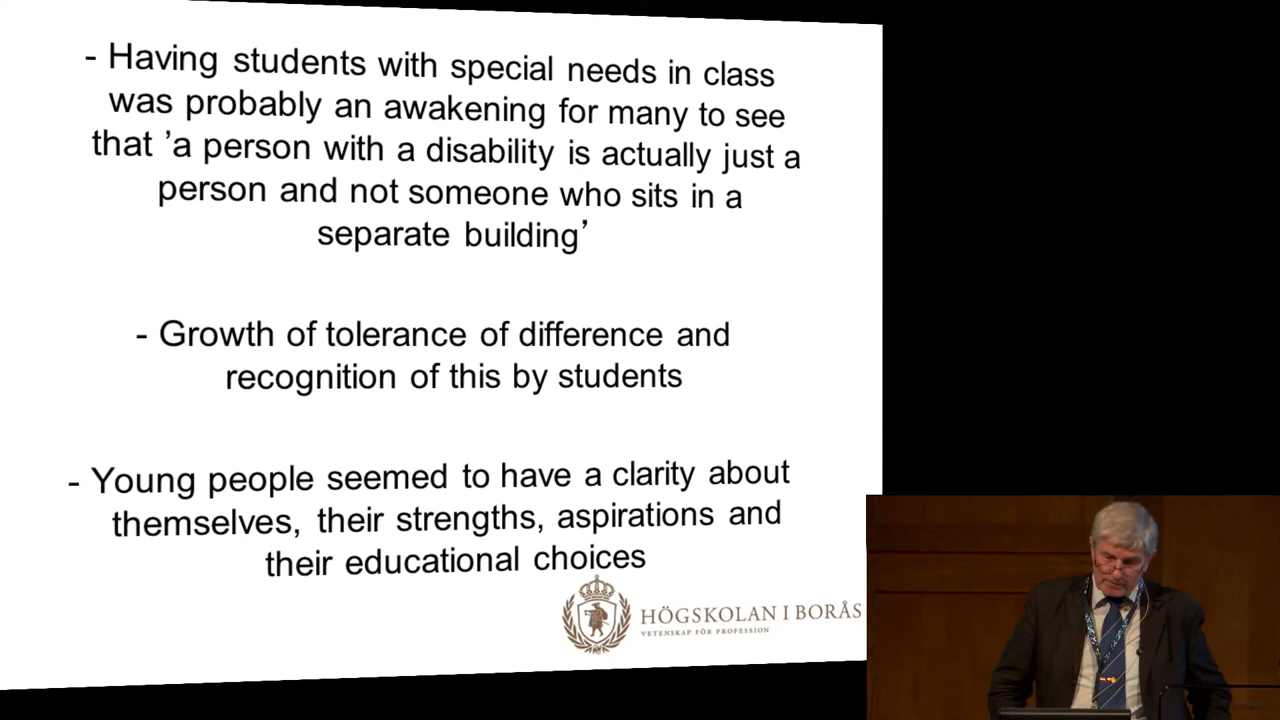 - Having students with special needs in class
was probably an awakening for many to see
that ’a person with a disability is actually just a
person and not someone who sits in a
separate building’
- Growth of tolerance of difference and
recognition of this by students
- Young people seemed to have a clarity about
themselves, their strengths, aspirations and
their educational choices
HÖGSKOLAN I BORÅS
VETENSKAP FÖR PROFESSION